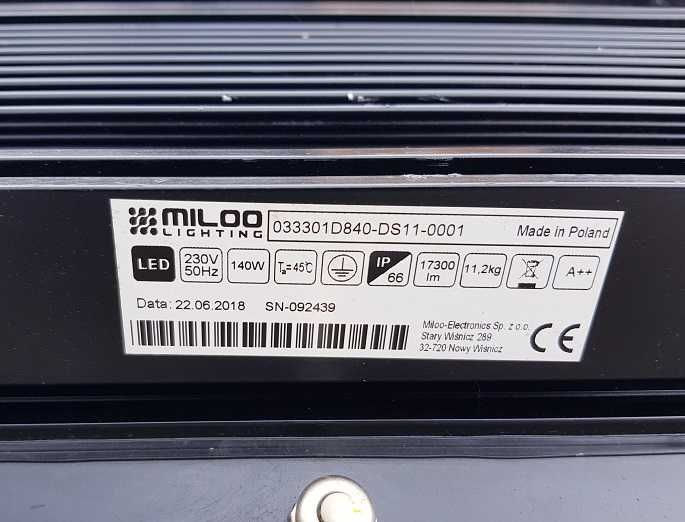 MILOO
LIGHTING
033301D840-DS11-0001
Made in Poland
LED
230V
50Hz
140W
Ta=45℃
IP
66
17300
lm
11,2kg
A++
Data: 22.06.2018 SN-092439
Miloo-Electronics Sp. z o.o.
Stary Wiśnicz 289
32-720 Nowy Wiśnicz
CE